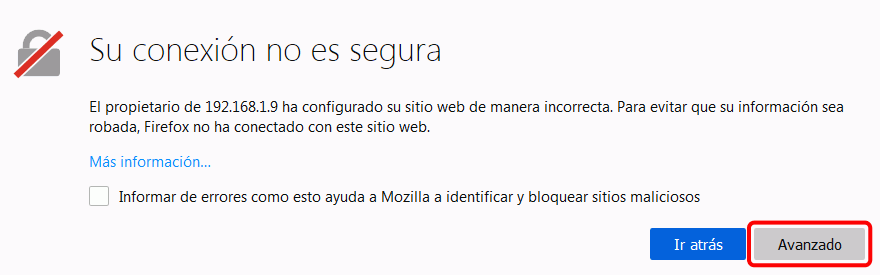 Su conexión no es segura
El propietario de 192.168.1.9 ha configurado su sitio web de manera incorrecta. Para evitar que su información sea
robada, Firefox no ha conectado con este sitio web.
Más información...
Informar de errores como esto ayuda a Mozilla a identificar y bloquear sitios maliciosos
Ir atrás
Avanzado